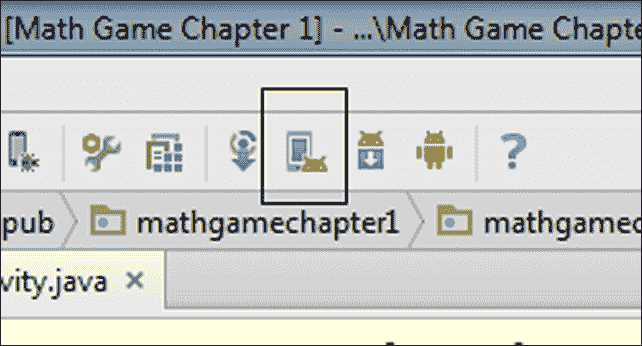 [Math Game Chapter 1] - ...\Math Game Chapte
?
pub mathgamechapter1 mathgamec
vity.java ×